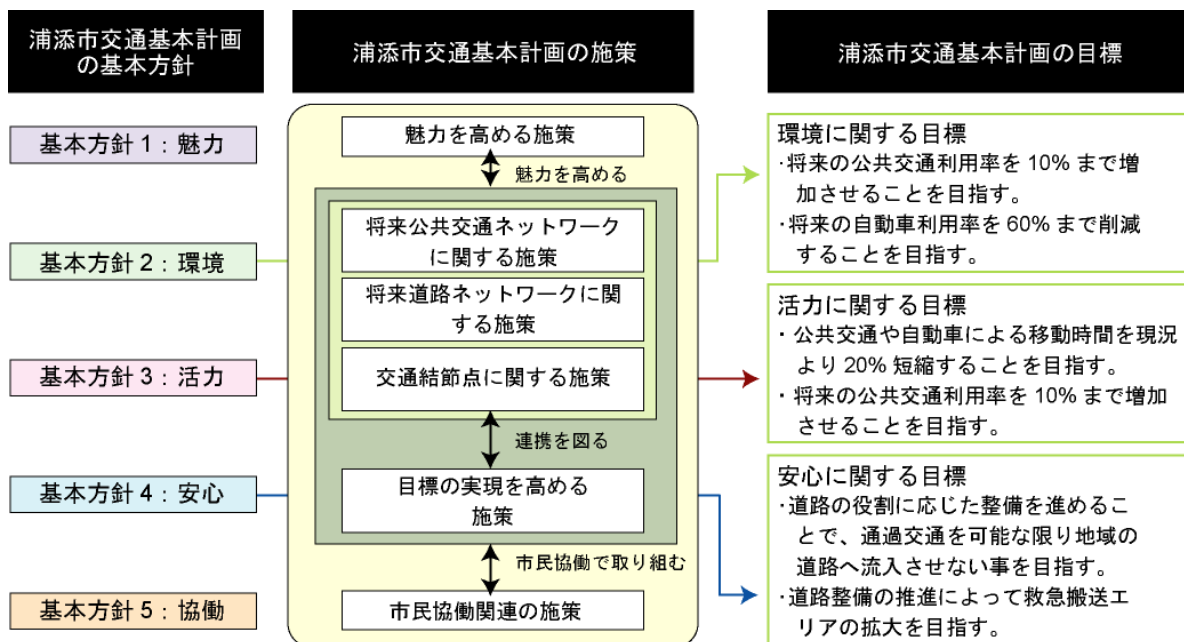 浦添市交通基本計画
の基本方針
基本方針1：魅力
基本方針2：環境
基本方針3：活力
基本方針4：安心
基本方針5：協働
浦添市交通基本計画の施策
魅力を高める施策
魅力を高める
将来公共交通ネットワーク
に関する施策
将来道路ネットワークに関
する施策
交通結節点に関する施策
連携を図る
目標の実現を高める
施策
市民協働で取り組む
市民協働関連の施策
浦添市交通基本計画の目標
環境に関する目標
・将来の公共交通利用率を10%まで増
加させることを目指す。
・将来の自動車利用率を60%まで削減
することを目指す。
活力に関する目標
・公共交通や自動車による移動時間を現況
より20%短縮することを目指す。
・将来の公共交通利用率を10%まで増加
させることを目指す。
安心に関する目標
・道路の役割に応じた整備を進めるこ
とで、通過交通を可能な限り地域の
道路へ流入させない事を目指す。
・道路整備の推進によって救急搬送エ
リアの拡大を目指す。